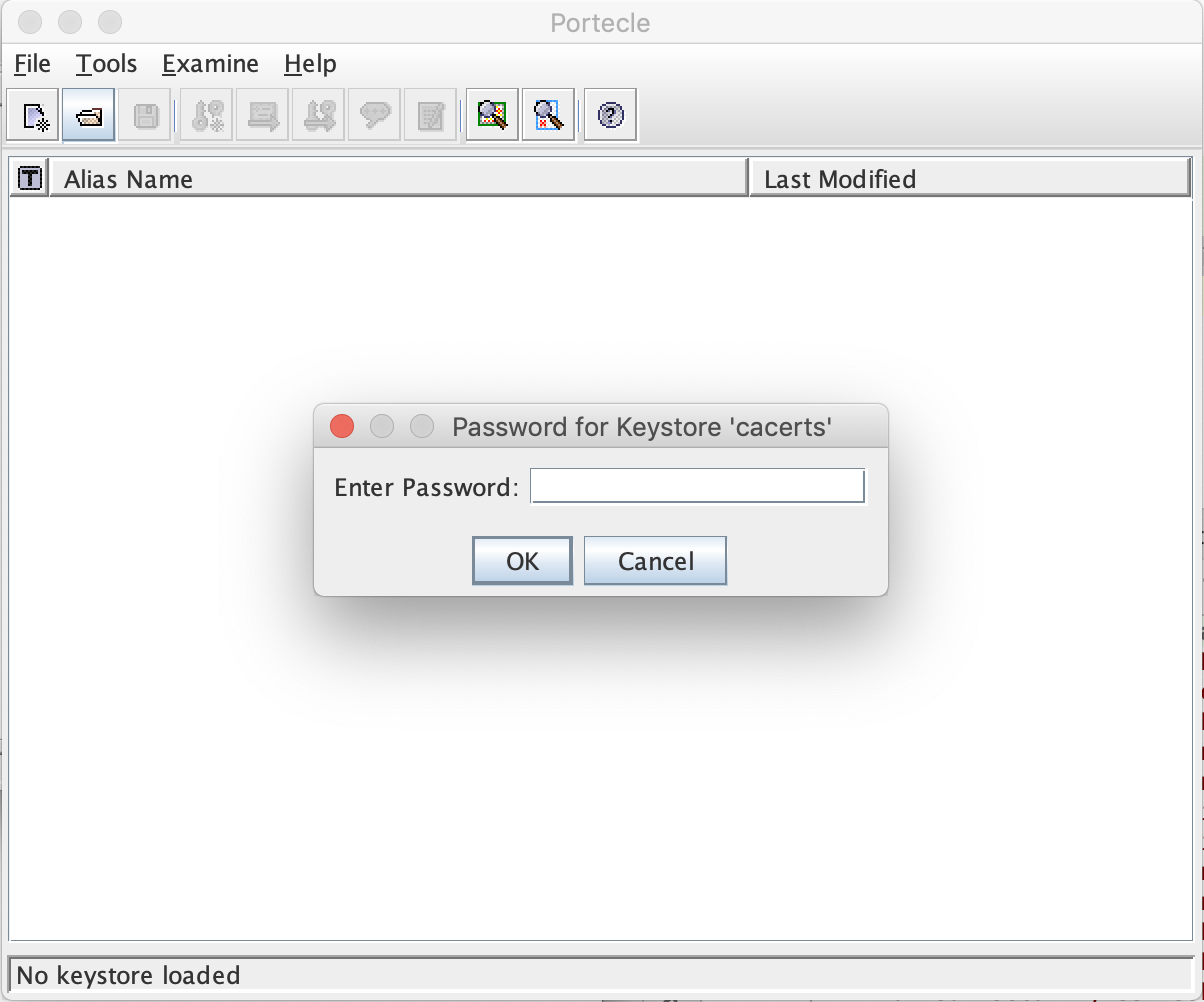 Portecle
File Tools Examine Help
T Alias Name Last Modified
Password for Keystore 'cacerts'
Enter Password:
OK Cancel
No keystore loaded